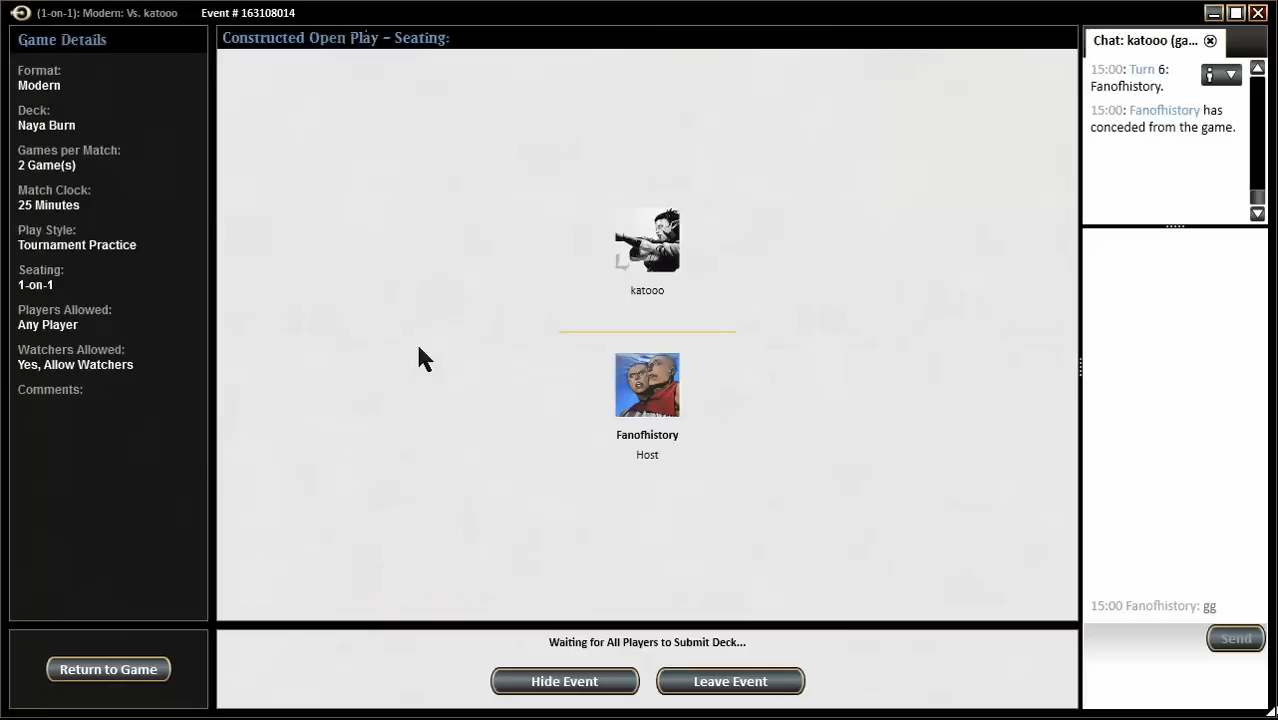 (1-on-1): Modern: Vs. katooo
Event # 163108014
Game Details
Format:
Modern
Deck:
Naya Burn
Games per Match:
2 Game(s)
Match Clock:
25 Minutes
Play Style:
Tournament Practice
Seating:
1-on-1
Players Allowed:
Any Player
Watchers Allowed:
Yes, Allow Watchers
Comments:
Return to Game
Constructed Open Play - Seating:
katooo
Fanofhistory
Host
Waiting for All Players to Submit Deck...
Hide Event
Leave Event
Chat: katooo (ga...
15:00: Turn 6:
Fanofhistory.
15:00: Fanofhistory has
conceded from the game.
15:00 Fanofhistory: gg
Send